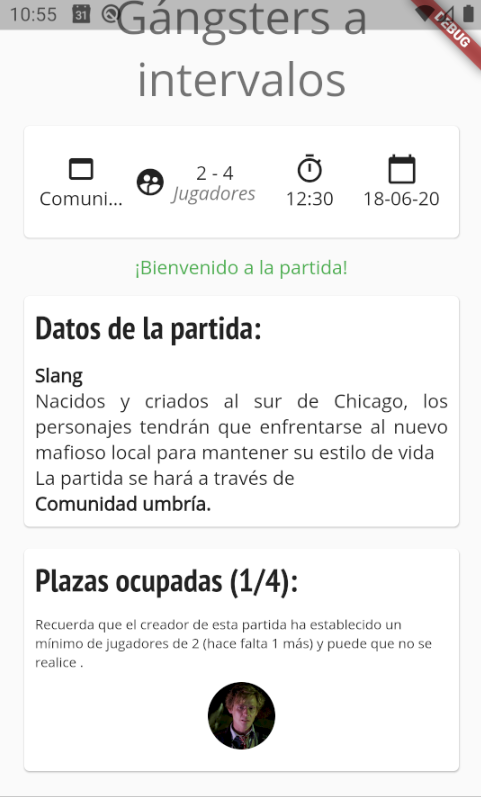 10:55
31
DEBUG
Gángsters a
intervalos
Comuni...
2 - 4
Jugadores
12:30
18-06-20
¡Bienvenido a la partida!
Datos de la partida:
Slang
Nacidos y criados al sur de Chicago, los
personajes tendrán que enfrentarse al nuevo
mafioso local para mantener su estilo de vida
La partida se hará a través de
Comunidad umbría.
Plazas ocupadas (1/4):
Recuerda que el creador de esta partida ha establecido un
mínimo de jugadores de 2 (hace falta 1 más) y puede que no se
realice .